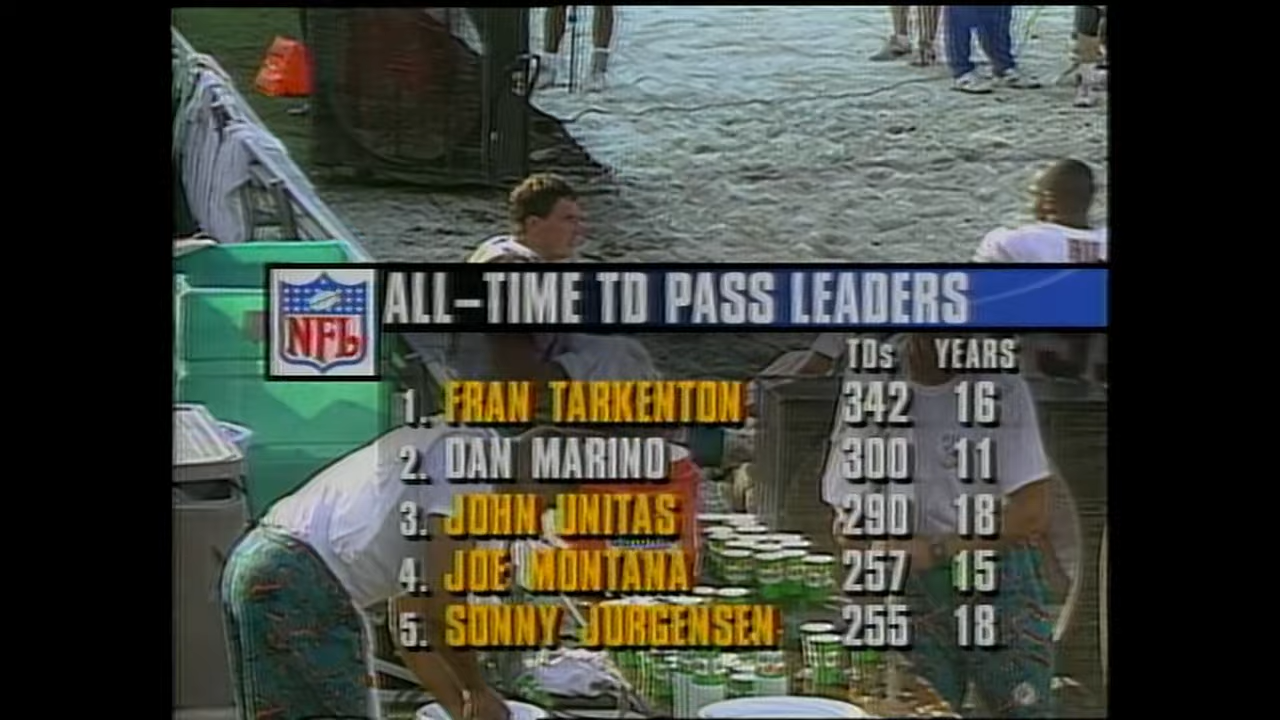 NFL
ALL-TIME TD PASS LEADERS
TDs YEARS
1. FRAN TARKENTON 342 16
2. DAN MARINO 300 11
3. JOHN UNITAS 290 18
4. JOE MONTANA 257 15
5. SONNY JURGENSEN 255 18